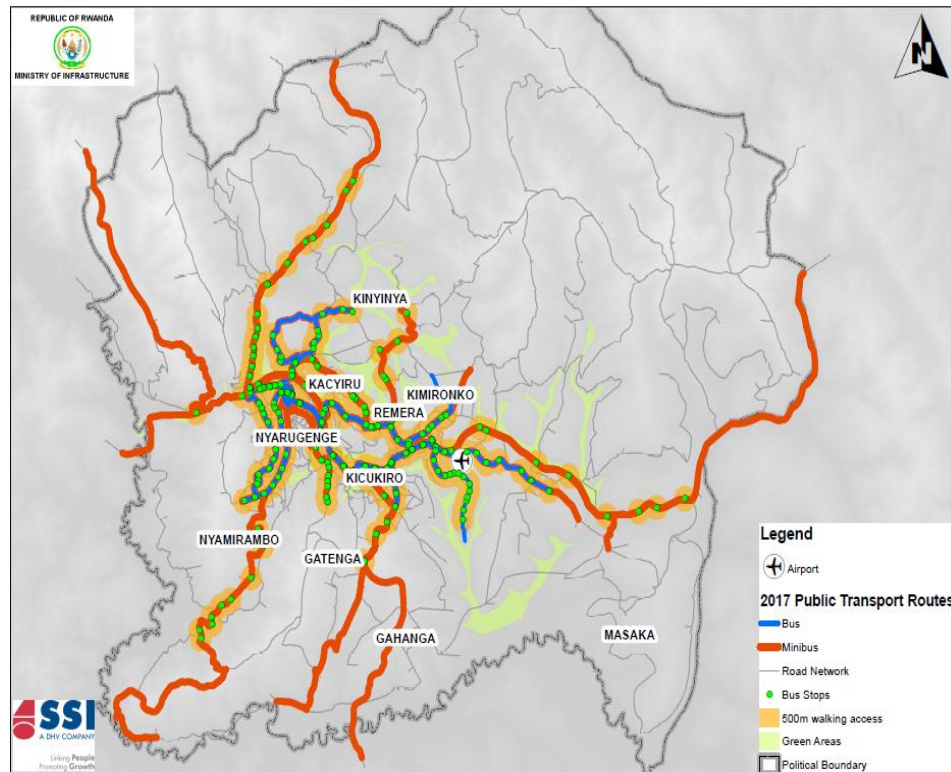 REPUBLIC OF RWANDA
MINISTRY OF INFRASTRUCTURE
N
KINYINYA
KACYIRU
KIMIRONKO
REMERA
NYARUGENGE
KICUKIRO
NYAMIRAMBO
GATENGA
GAHANGA
MASAKA
Legend
Airport
2017 Public Transport Routes
Bus
Minibus
Road Network
Bus Stops
500m walking access
Green Areas
Political Boundary
SSI
A DHV COMPANY
Linking People
Promoting Growth